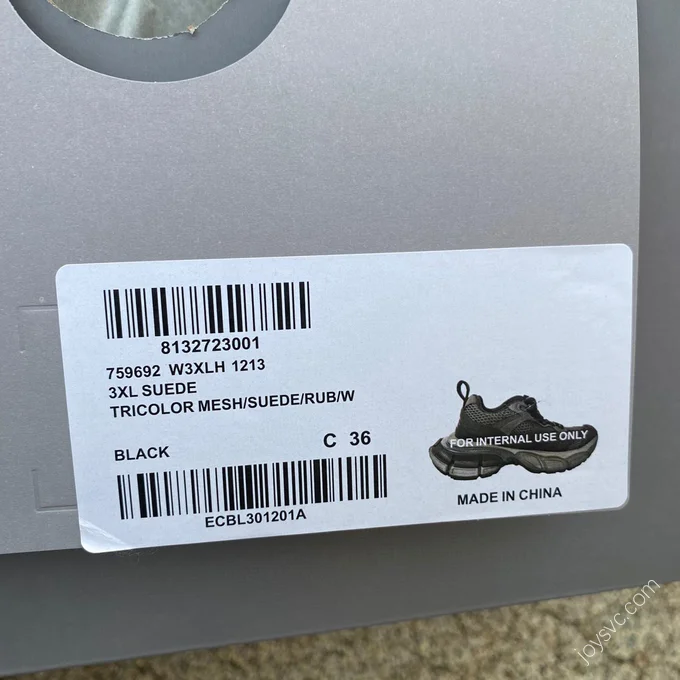 8132723001
759692 W3XLH 1213
3XL SUEDE
TRICOLOR MESH/SUEDE/RUB/W
BLACK C 36
FOR INTERNAL USE ONLY
ECBL301201A
MADE IN CHINA
joysvc.com